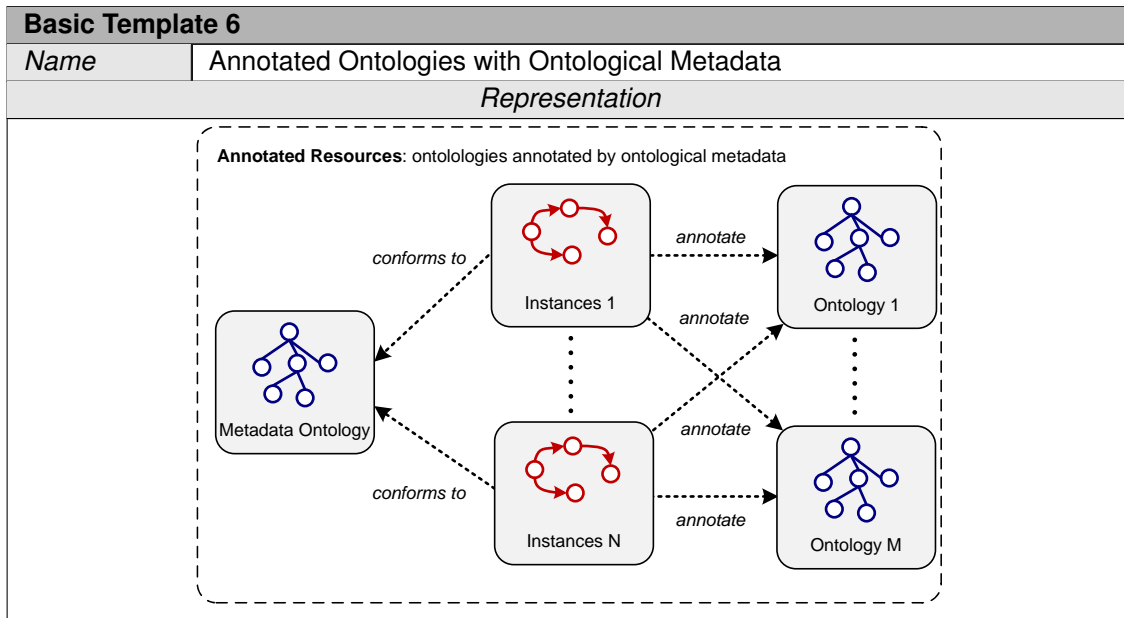 Basic Template 6
Name Annotated Ontologies with Ontological Metadata
Representation
Annotated Resources: ontolologies annotated by ontological metadata
conforms to
Instances 1
annotate
Ontology 1
annotate
Metadata Ontology
annotate
conforms to
Instances N
annotate
Ontology M